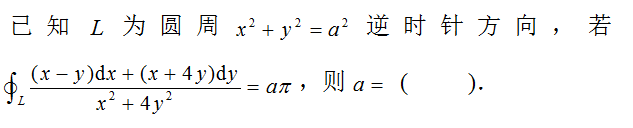 已知 L 为圆周 x² + y² = a² 逆时针方向，若
∮_L ((x − y)dx + (x + 4y)dy)/(x² + 4y²) = aπ，则 a = (    ).